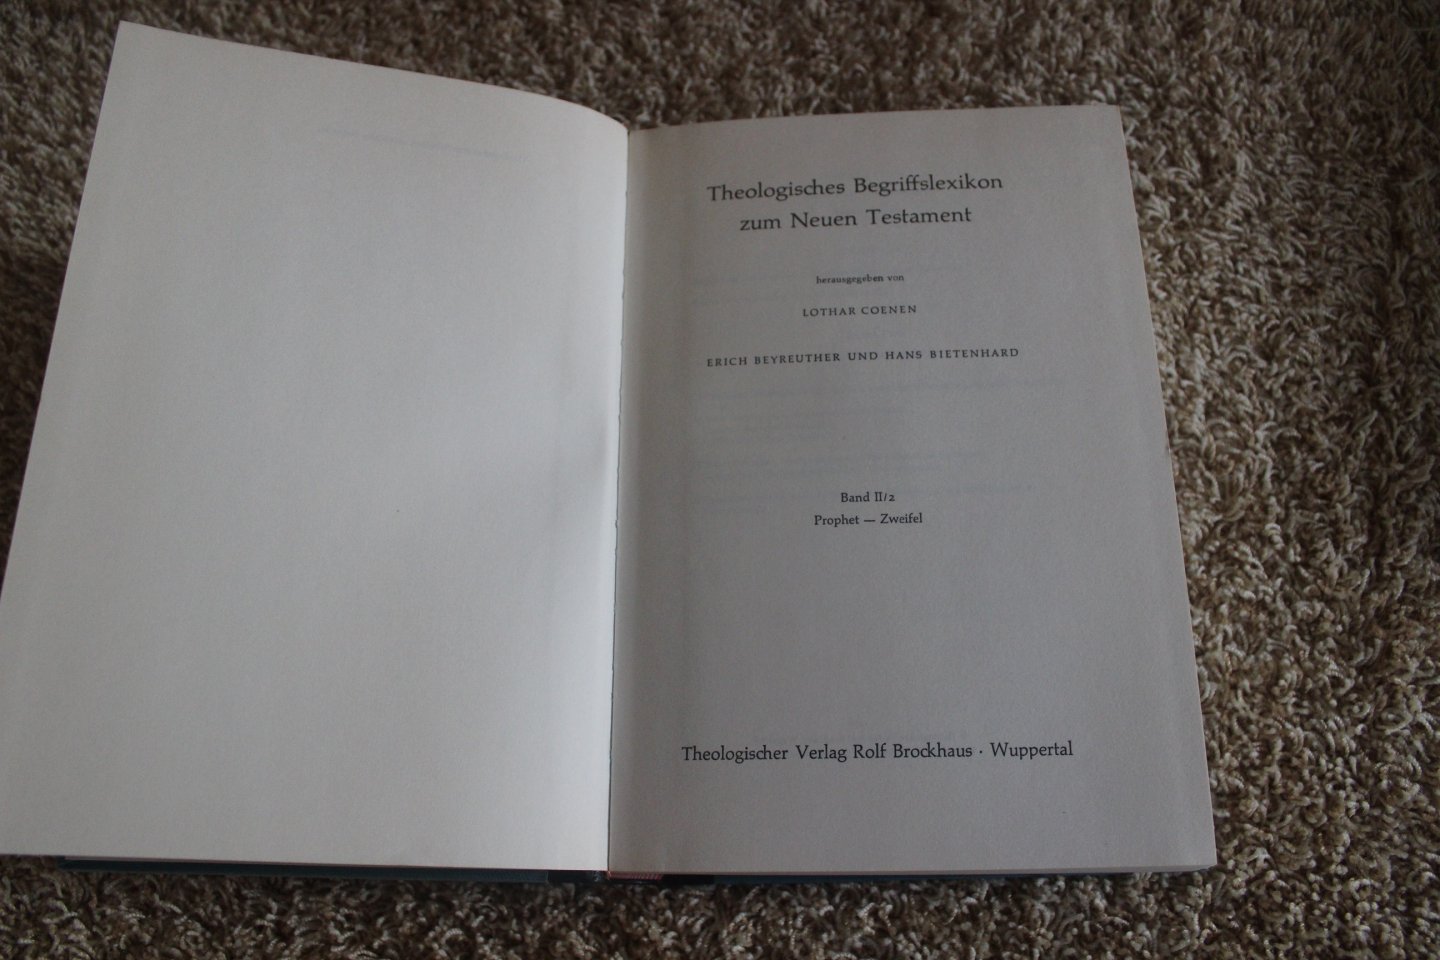 Theologisches Begriffslexikon
zum Neuen Testament
herausgegeben von
LOTHAR COENEN
ERICH BEYREUTHER UND HANS BIETENHARD
Band II/2
Prophet — Zweifel
Theologischer Verlag Rolf Brockhaus · Wuppertal